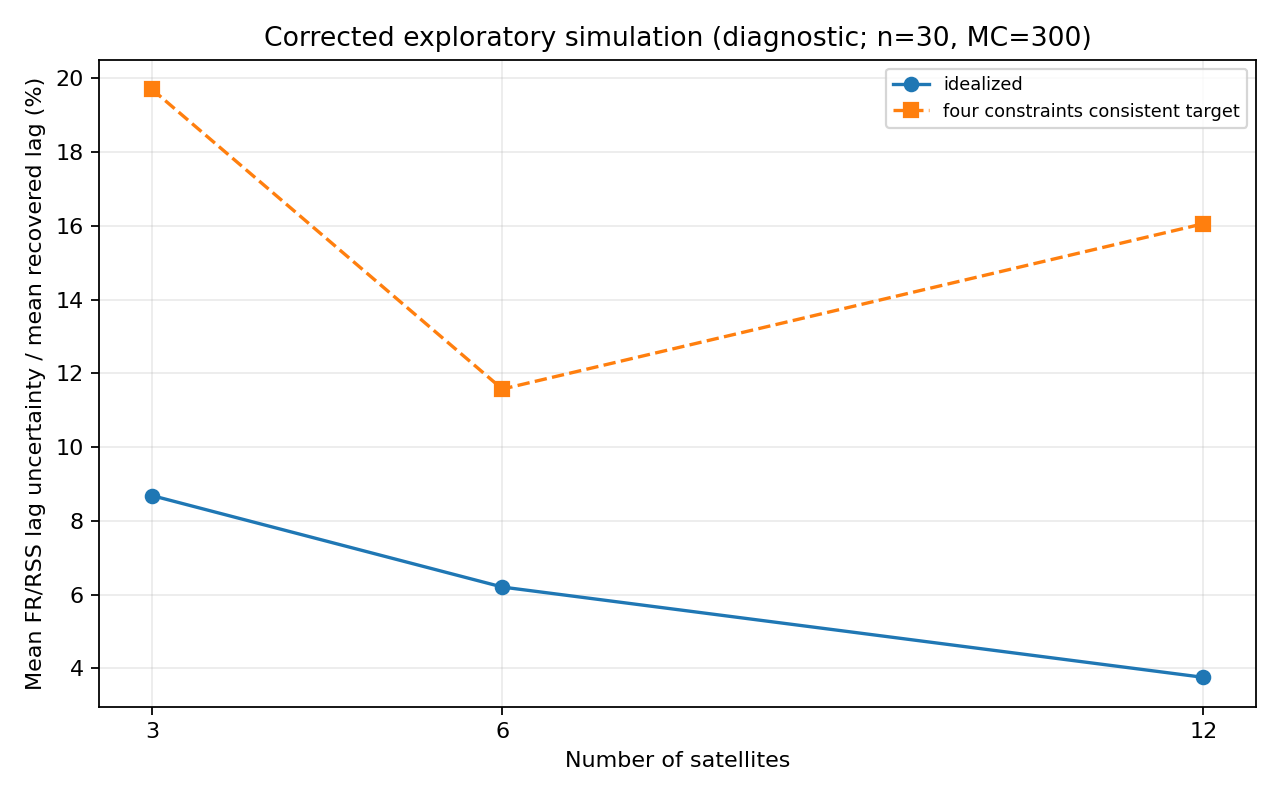 Corrected exploratory simulation (diagnostic; n=30, MC=300)
idealized
four constraints consistent target
Mean FR/RSS lag uncertainty / mean recovered lag (%)
20
18
16
14
12
10
8
6
4
3 6 12
Number of satellites